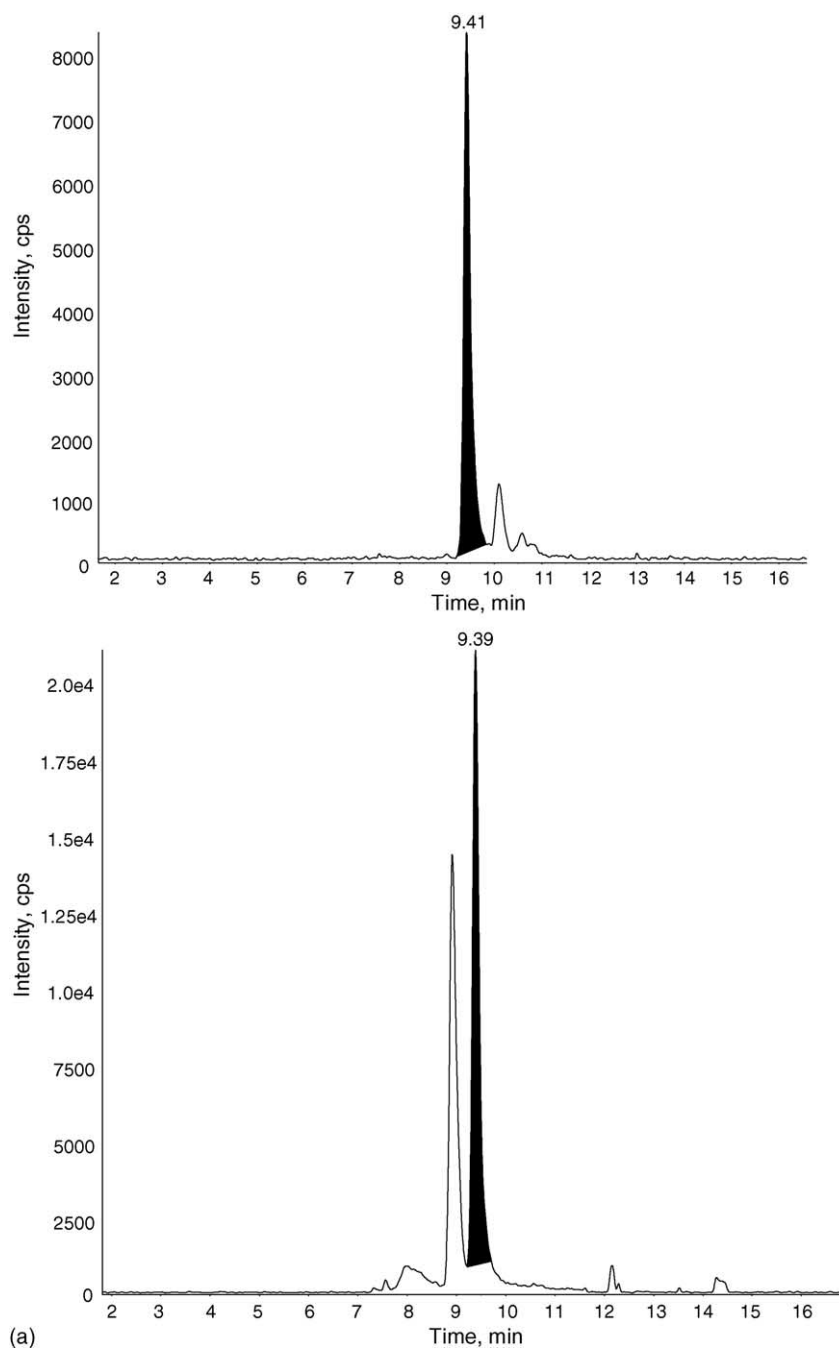 9.41
8000
7000
6000
5000
4000
3000
2000
1000
0
Intensity, cps
2 3 4 5 6 7 8 9 10 11 12 13 14 15 16
Time, min
9.39
2.0e4
1.75e4
1.5e4
1.25e4
1.0e4
7500
5000
2500
0
Intensity, cps
2 3 4 5 6 7 8 9 10 11 12 13 14 15 16
Time, min
(a)